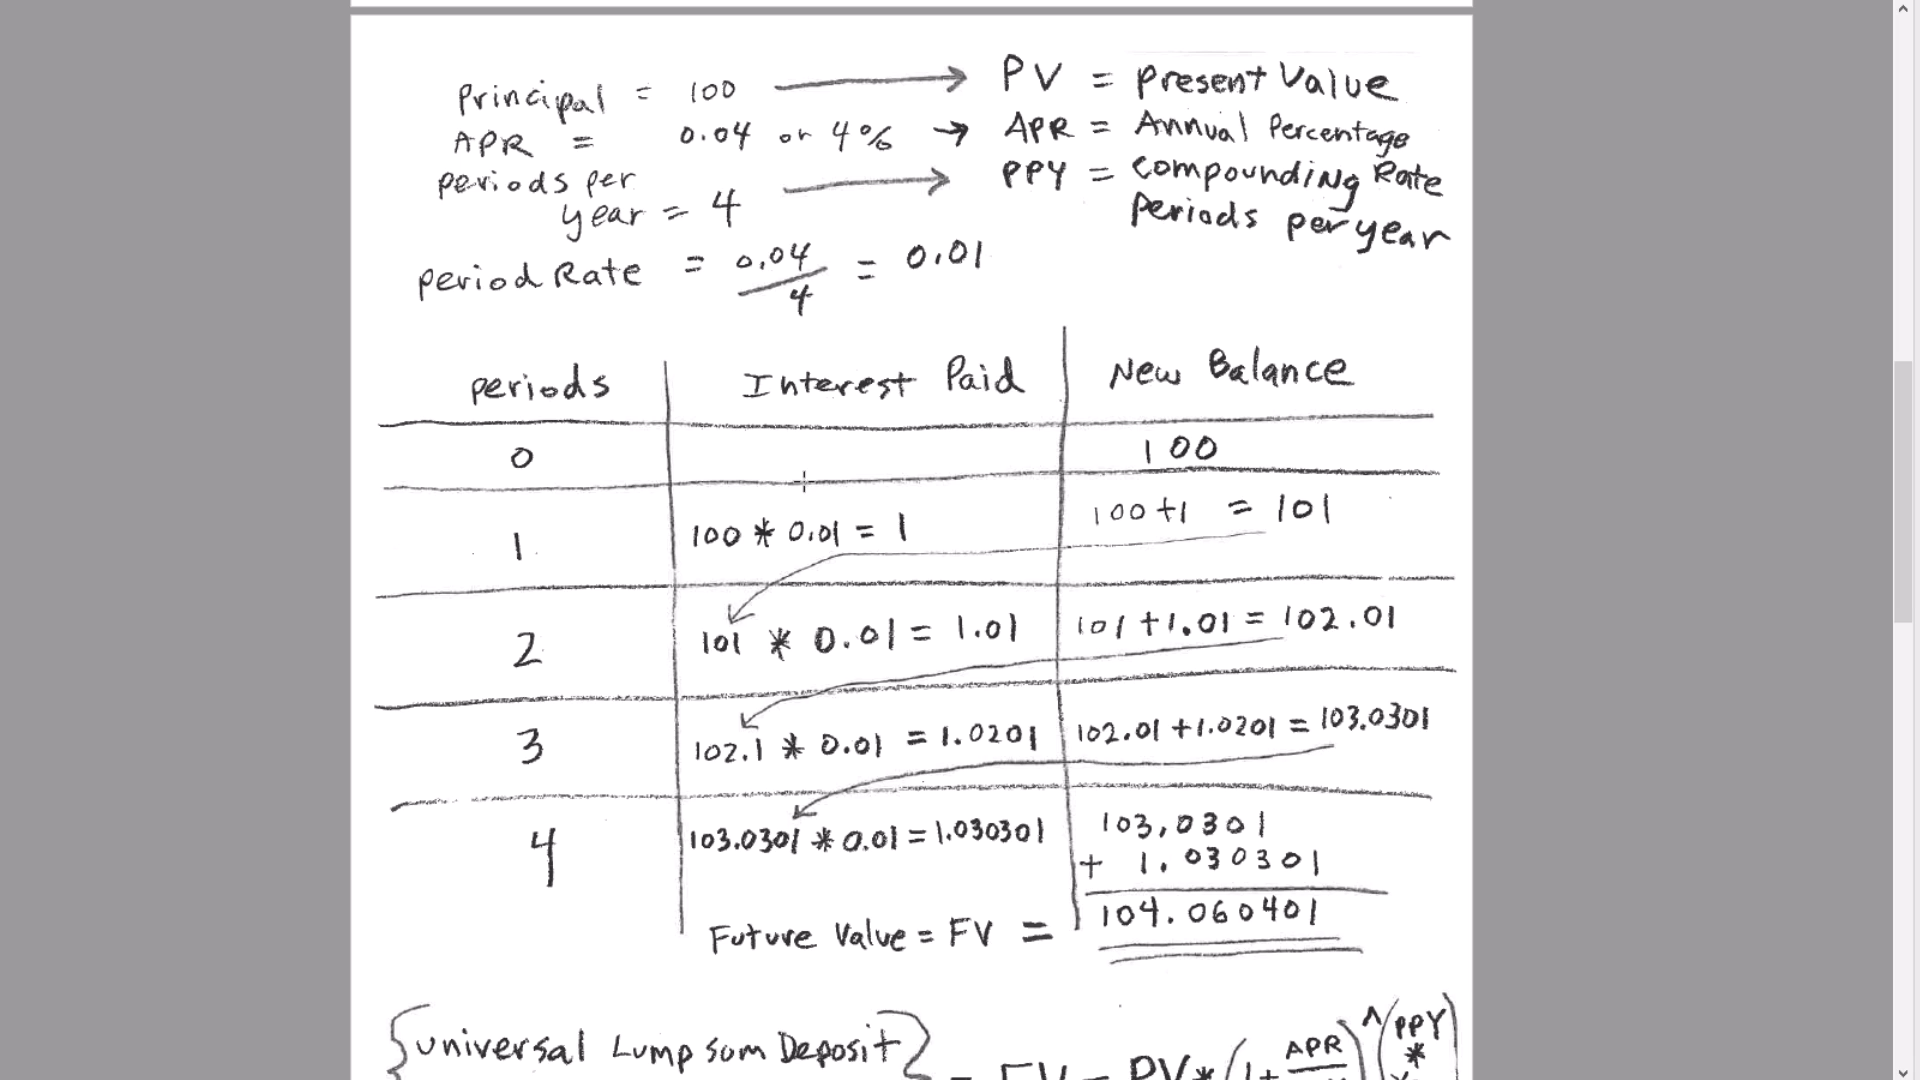 Principal = 100 → PV = Present Value
APR = 0.04 or 4% → APR = Annual Percentage Rate
periods per year = 4 → PPY = Compounding Periods per year
period Rate = 0.04/4 = 0.01
periods Interest Paid New Balance
0 100
1 100 * 0.01 = 1 100+1 = 101
2 101 * 0.01 = 1.01 101 + 1.01 = 102.01
3 102.1 * 0.01 = 1.0201 102.01 + 1.0201 = 103.0301
4 103.0301 * 0.01 = 1.030301 103,0301
+ 1.030301
Future Value = FV = 104.060401
{universal Lump sum Deposit} = FV = PV * (1+ APR ) ^ (PPY *